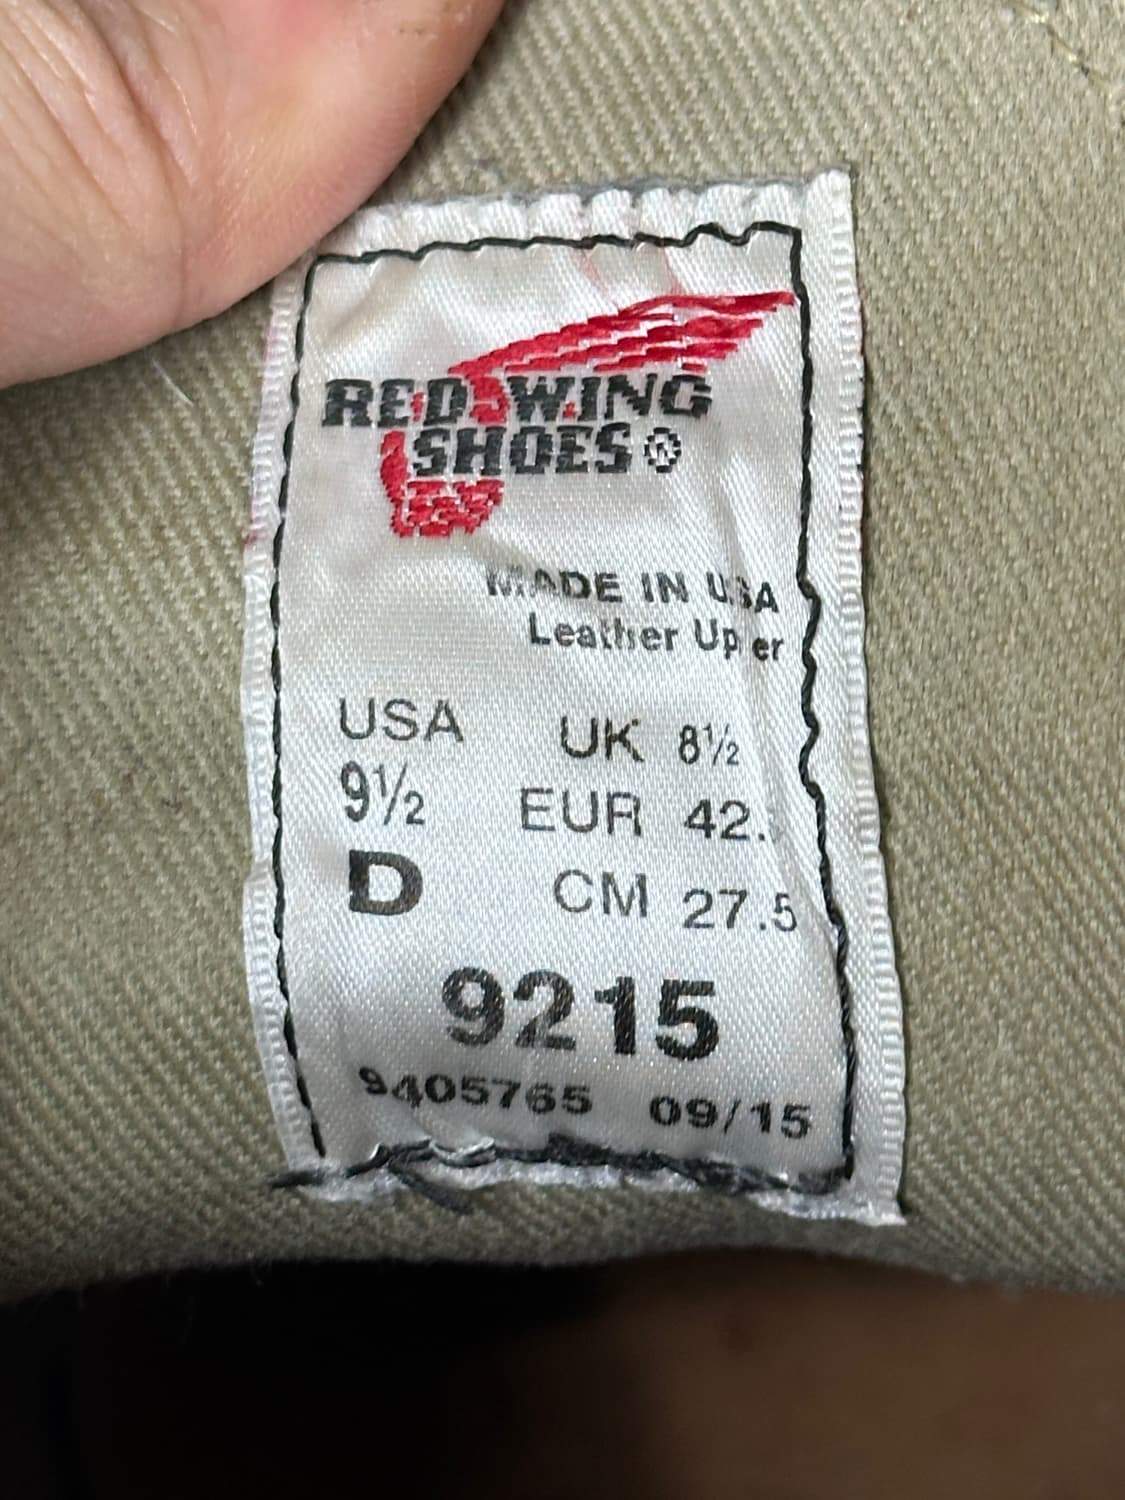 RED WING
SHOES®
MADE IN USA
Leather Upper
USA
9½
D
UK 8½
EUR 42.
CM 27.5
9215
9405765 09/15